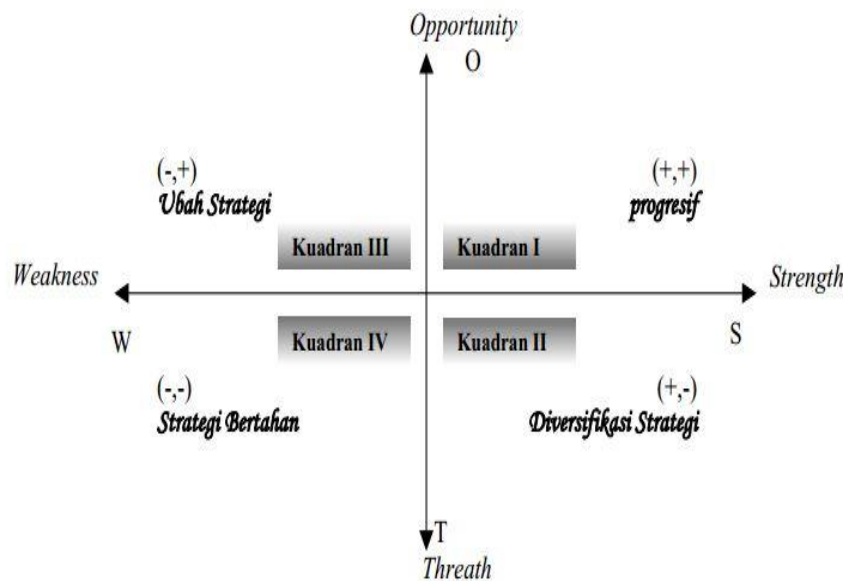 Opportunity
O
(-,+)
Ubah Strategi
(+,+)
progresif
Kuadran III
Kuadran I
Weakness
Strength
W
S
Kuadran IV
Kuadran II
(-,-)
Strategi Bertahan
(+,-)
Diversifikasi Strategi
T
Threath